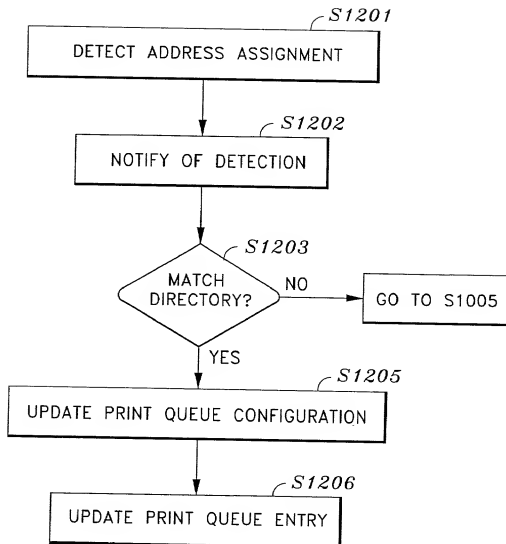 S1201
DETECT ADDRESS ASSIGNMENT
S1202
NOTIFY OF DETECTION
S1203
MATCH
DIRECTORY?
NO
GO TO S1005
YES
S1205
UPDATE PRINT QUEUE CONFIGURATION
S1206
UPDATE PRINT QUEUE ENTRY